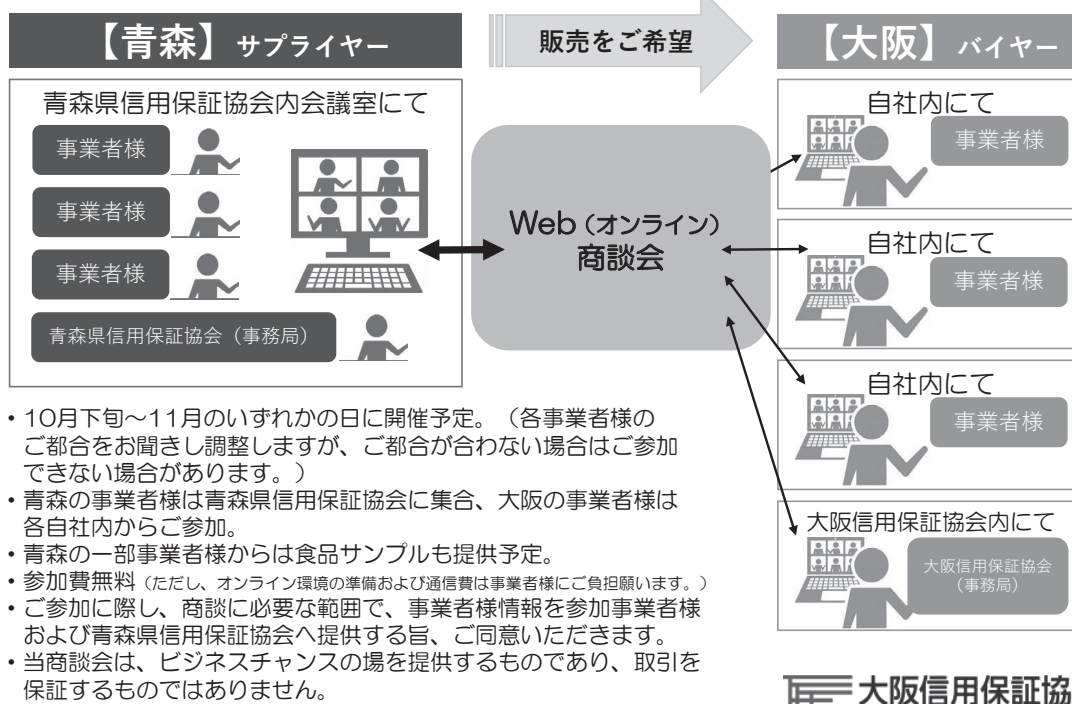 【青森】 サプライヤー
販売をご希望
【大阪】 バイヤー
青森県信用保証協会内会議室にて
事業者様
事業者様
事業者様
青森県信用保証協会（事務局）
Web（オンライン）
商談会
自社内にて
事業者様
自社内にて
事業者様
自社内にて
事業者様
大阪信用保証協会内にて
大阪信用保証協会
（事務局）
・10月下旬～11月のいずれかの日に開催予定。（各事業者様の
ご都合をお聞きし調整しますが、ご都合が合わない場合はご参加
できない場合があります。）
・青森の事業者様は青森県信用保証協会に集合、大阪の事業者様は
各自社内からご参加。
・青森の一部事業者様からは食品サンプルも提供予定。
・参加費無料（ただし、オンライン環境の準備および通信費は事業者様にご負担願います。）
・ご参加に際し、商談に必要な範囲で、事業者様情報を参加事業者様
および青森県信用保証協会へ提供する旨、ご同意いただきます。
・当商談会は、ビジネスチャンスの場を提供するものであり、取引を
保証するものではありません。
大阪信用保証協